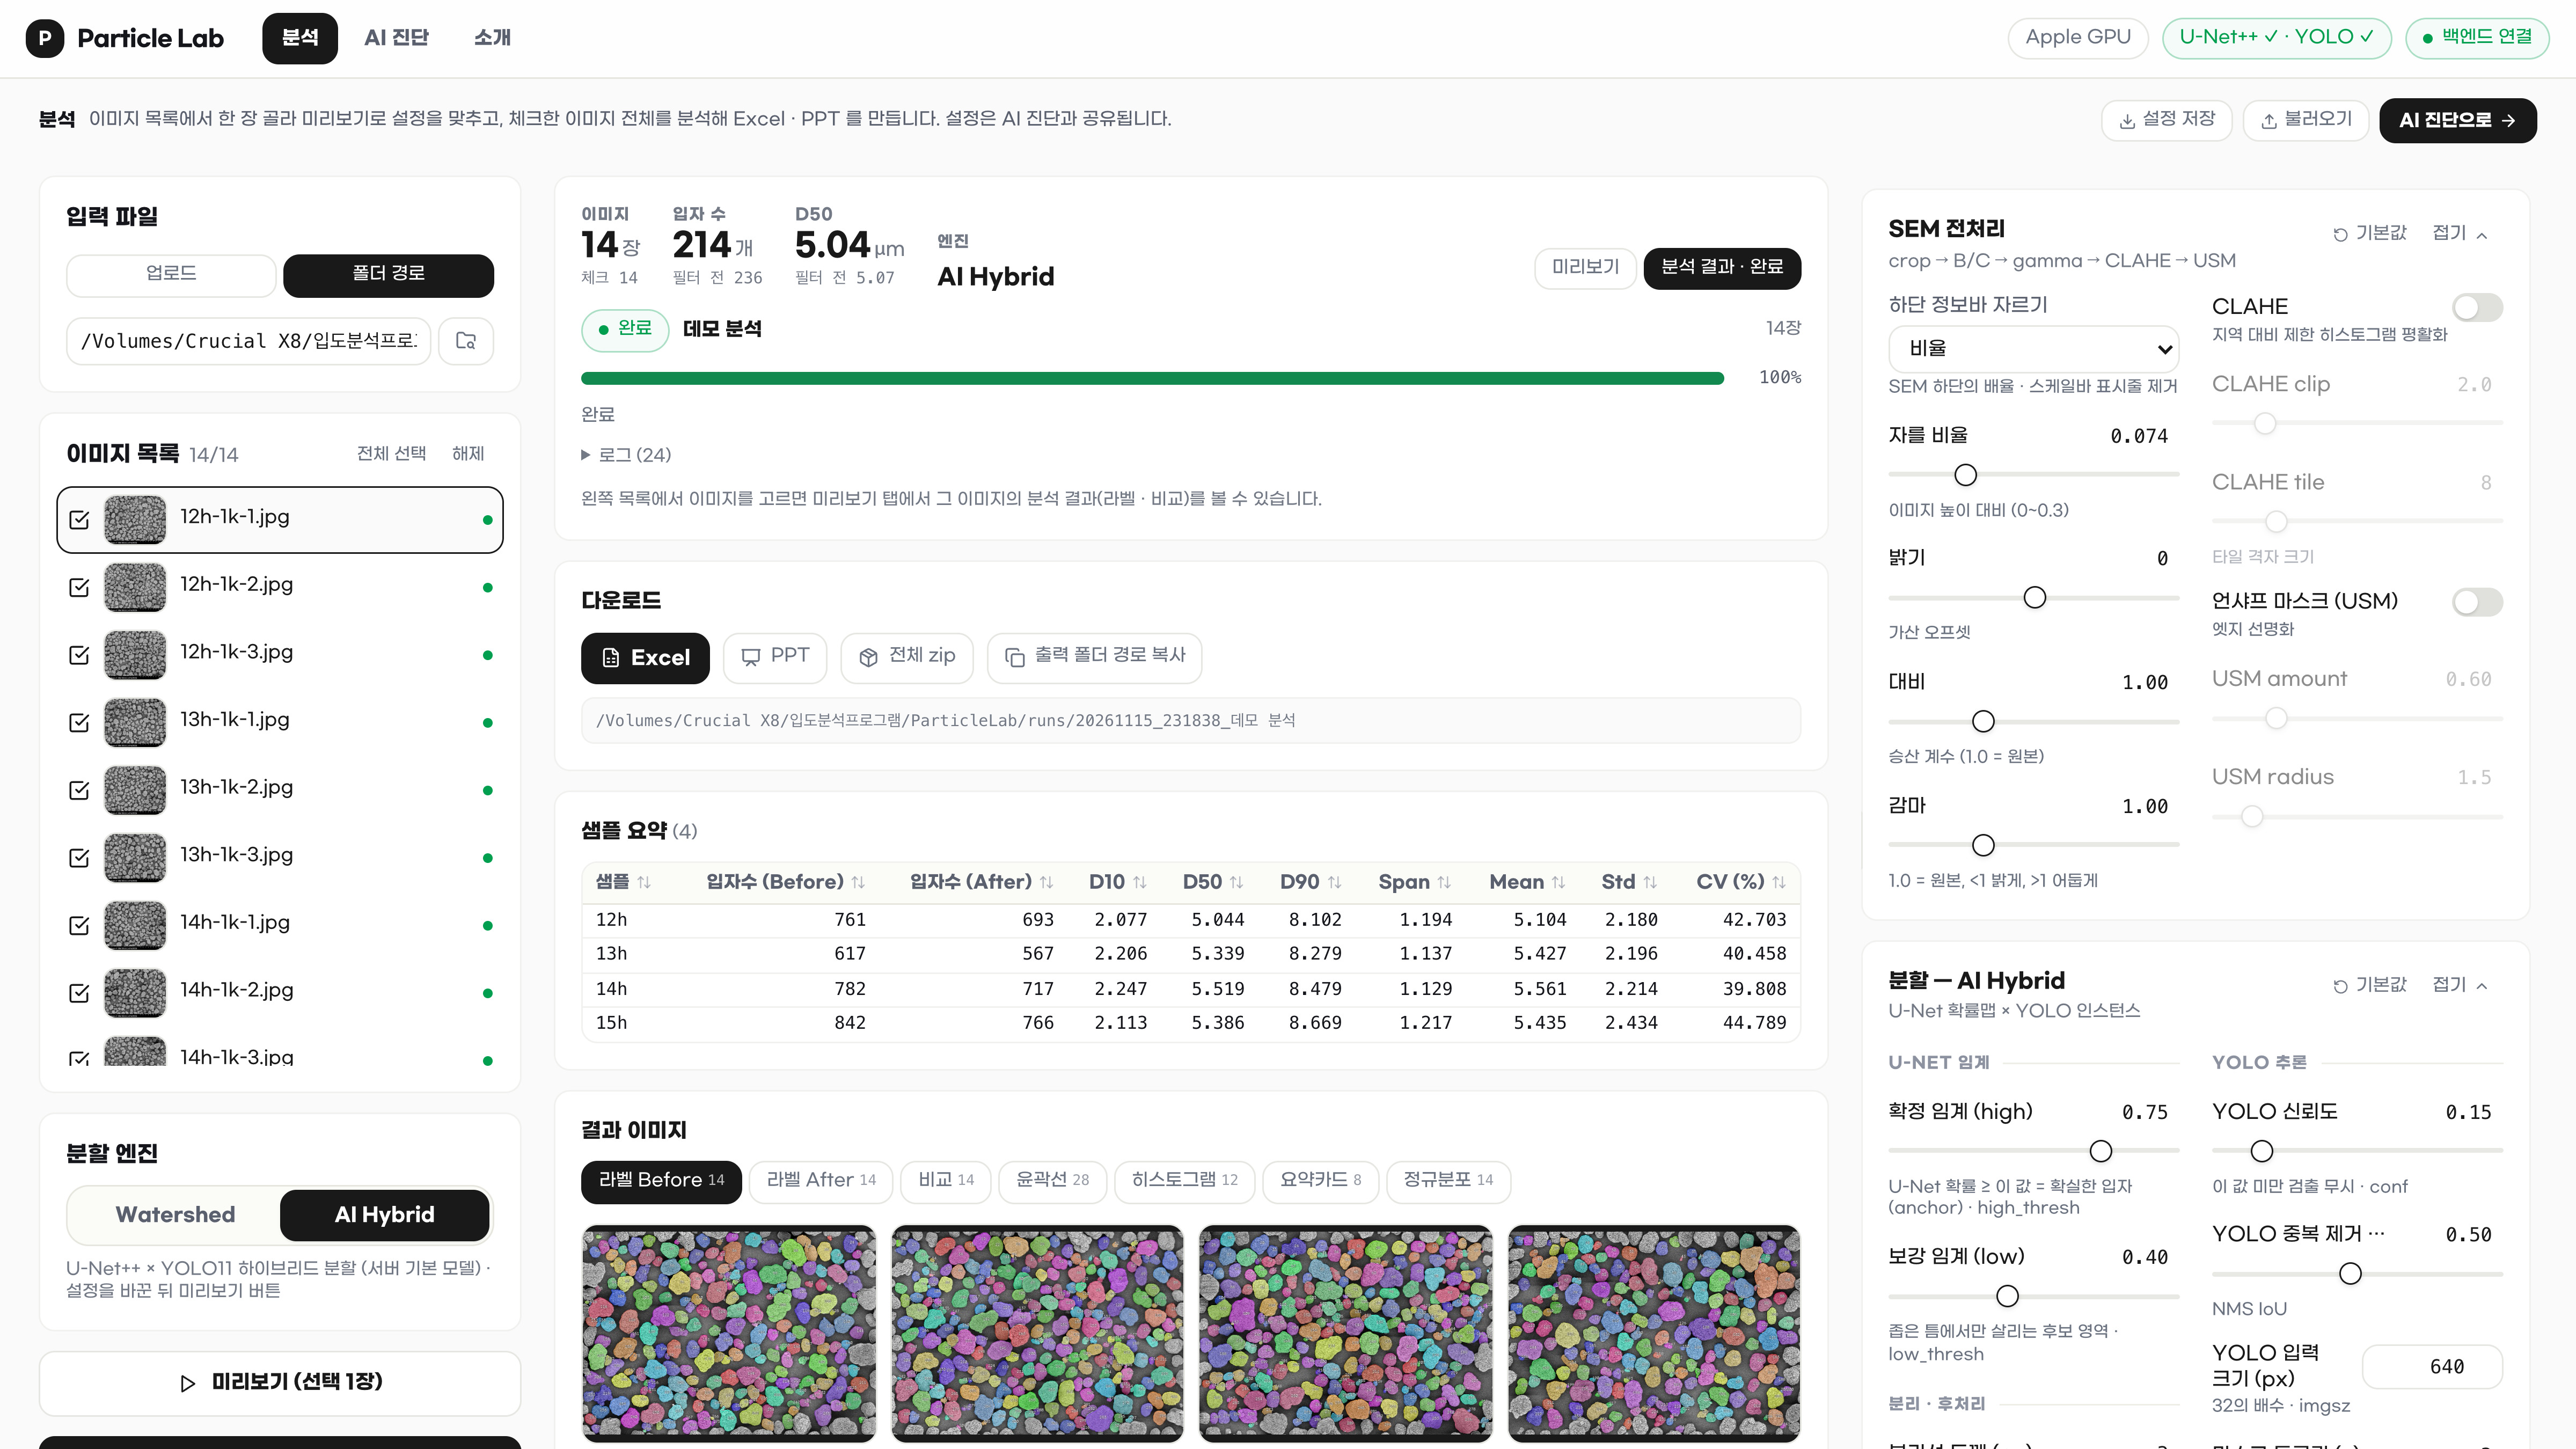 P Particle Lab 분석 AI 진단 소개 Apple GPU U-Net++ ✓ · YOLO ✓ 백엔드 연결
분석 이미지 목록에서 한 장 골라 미리보기로 설정을 맞추고, 체크한 이미지 전체를 분석해 Excel · PPT 를 만듭니다. 설정은 AI 진단과 공유됩니다. 설정 저장 불러오기 AI 진단으로 →
입력 파일
업로드 폴더 경로
/Volumes/Crucial X8/입도분석프로
이미지 목록 14/14 전체 선택 해제
12h-1k-1.jpg
12h-1k-2.jpg
12h-1k-3.jpg
13h-1k-1.jpg
13h-1k-2.jpg
13h-1k-3.jpg
14h-1k-1.jpg
14h-1k-2.jpg
14h-1k-3.jpg
분할 엔진
Watershed AI Hybrid
U-Net++ × YOLO11 하이브리드 분할 (서버 기본 모델) ·
설정을 바꾼 뒤 미리보기 버튼
미리보기 (선택 1장)
이미지 입자 수 D50 엔진
14장 214개 5.04µm AI Hybrid
체크 14 필터 전 236 필터 전 5.07
미리보기 분석 결과 · 완료
완료 데모 분석 14장
100%
완료
로그 (24)
왼쪽 목록에서 이미지를 고르면 미리보기 탭에서 그 이미지의 분석 결과(라벨 · 비교)를 볼 수 있습니다.
다운로드
Excel PPT 전체 zip 출력 폴더 경로 복사
/Volumes/Crucial X8/입도분석프로그램/ParticleLab/runs/20261115_231838_데모 분석
샘플 요약 (4)
샘플 입자수 (Before) 입자수 (After) D10 D50 D90 Span Mean Std CV (%)
12h 761 693 2.077 5.044 8.102 1.194 5.104 2.180 42.703
13h 617 567 2.206 5.339 8.279 1.137 5.427 2.196 40.458
14h 782 717 2.247 5.519 8.479 1.129 5.561 2.214 39.808
15h 842 766 2.113 5.386 8.669 1.217 5.435 2.434 44.789
결과 이미지
라벨 Before 14 라벨 After 14 비교 14 윤곽선 28 히스토그램 12 요약카드 8 정규분포 14
SEM 전처리 기본값 접기
crop → B/C → gamma → CLAHE → USM
하단 정보바 자르기
비율
SEM 하단의 배율 · 스케일바 표시줄 제거
자를 비율 0.074
이미지 높이 대비 (0~0.3)
밝기 0
가산 오프셋
대비 1.00
승산 계수 (1.0 = 원본)
감마 1.00
1.0 = 원본, <1 밝게, >1 어둡게
CLAHE
지역 대비 제한 히스토그램 평활화
CLAHE clip 2.0
CLAHE tile 8
타일 격자 크기
언샤프 마스크 (USM)
엣지 선명화
USM amount 0.60
USM radius 1.5
분할 — AI Hybrid 기본값 접기
U-Net 확률맵 × YOLO 인스턴스
U-NET 임계
확정 임계 (high) 0.75
U-Net 확률 ≥ 이 값 = 확실한 입자
(anchor) · high_thresh
보강 임계 (low) 0.40
좁은 틈에서만 살리는 후보 영역 ·
low_thresh
분리 · 후처리
YOLO 추론
YOLO 신뢰도 0.15
이 값 미만 검출 무시 · conf
YOLO 중복 제거 ··· 0.50
NMS IoU
YOLO 입력
크기 (px) 640
32의 배수 · imgsz